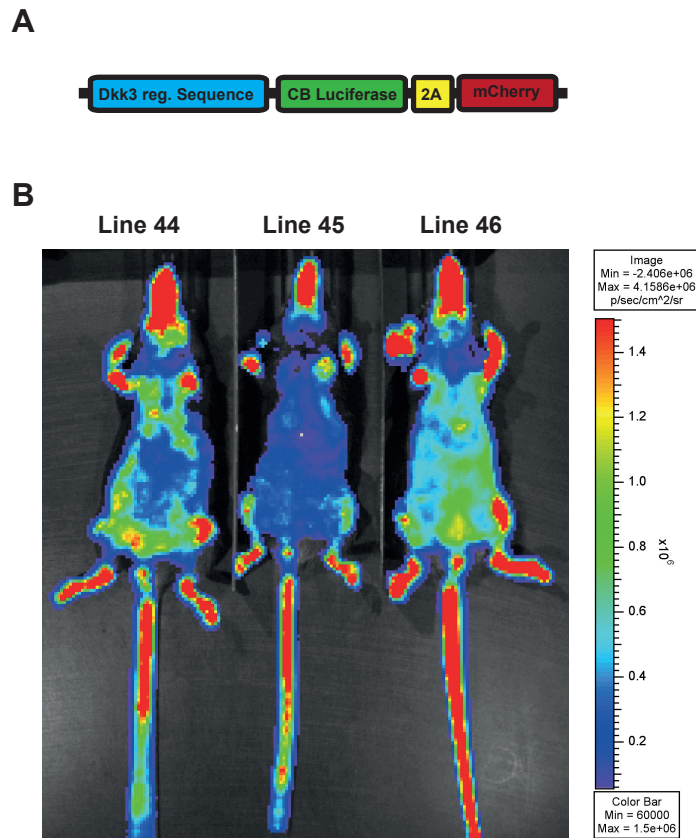 A
Dkk3 reg. Sequence CB Luciferase 2A mCherry
B
Line 44 Line 45 Line 46
Image
Min = -2.406e+06
Max = 4.1586e+06
p/sec/cm^2/sr
1.4
1.2
1.0
0.8
0.6
0.4
0.2
x10⁶
Color Bar
Min = 60000
Max = 1.5e+06